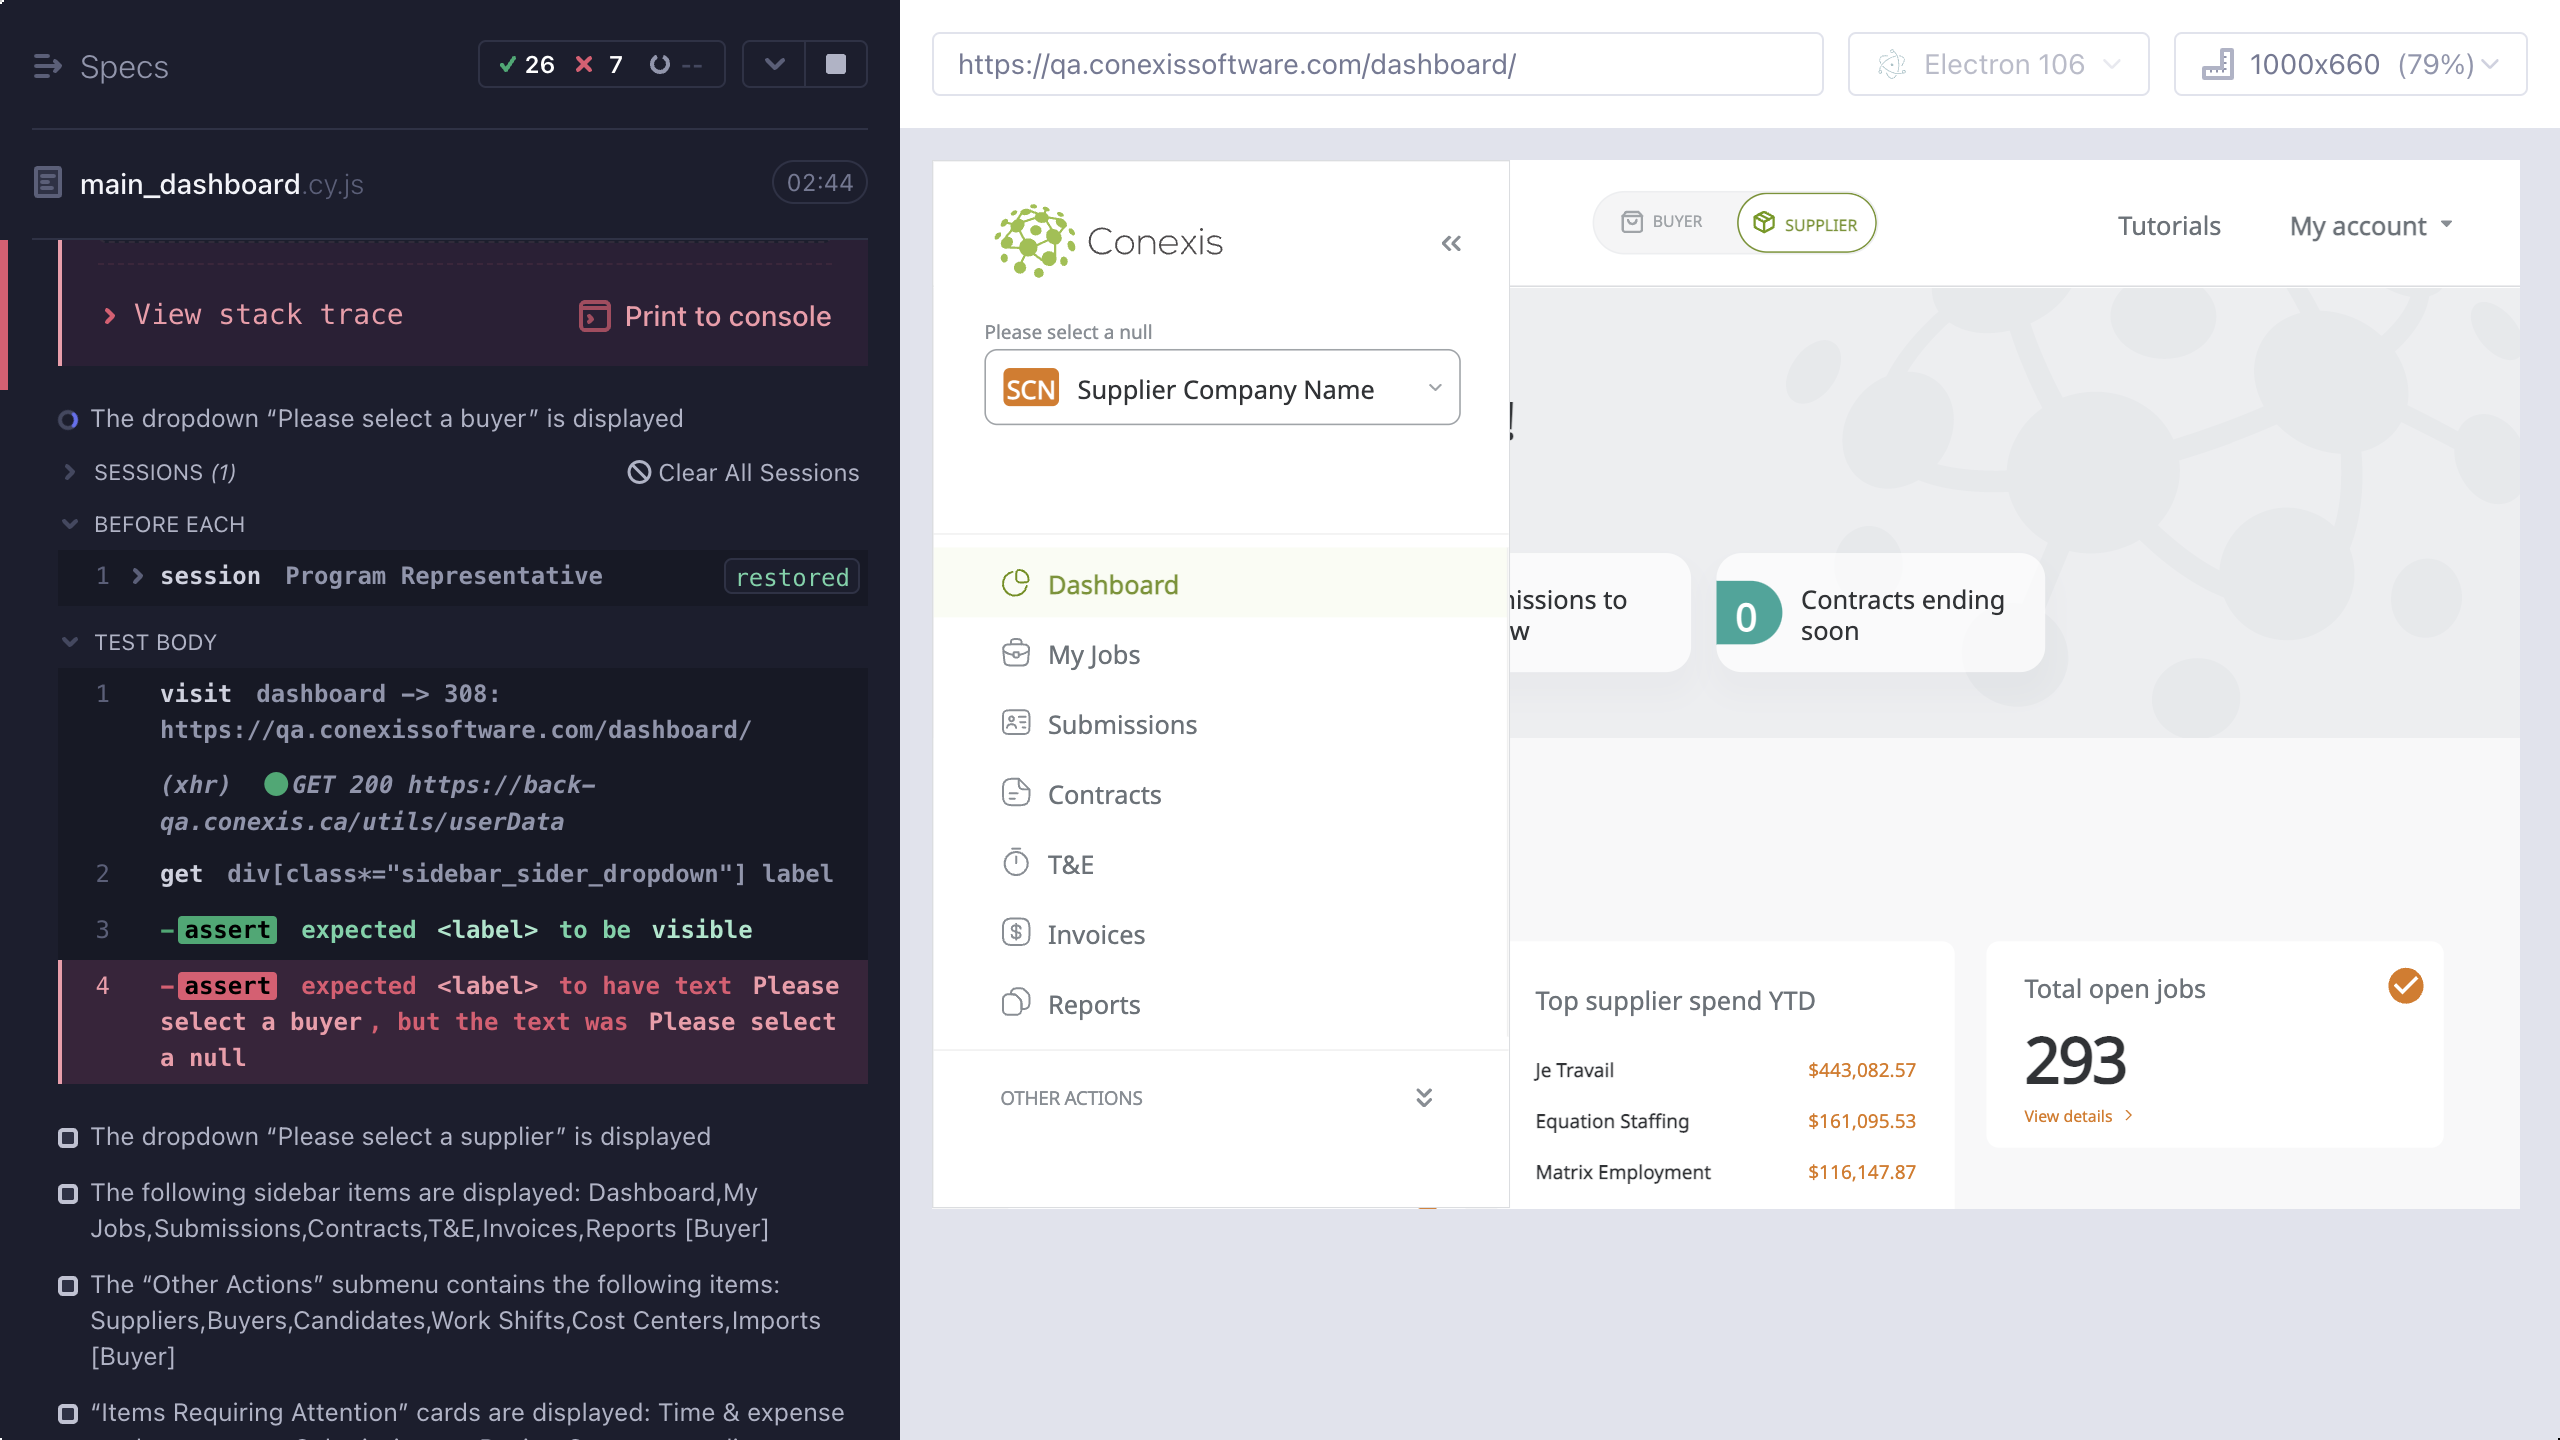 Specs
26 7 --
main_dashboard.cy.js
02:44
View stack trace
Print to console
The dropdown “Please select a buyer” is displayed
SESSIONS (1)
Clear All Sessions
BEFORE EACH
1 session Program Representative restored
TEST BODY
1 visit dashboard -> 308:
https://qa.conexissoftware.com/dashboard/
(xhr) GET 200 https://back-
qa.conexis.ca/utils/userData
2 get div[class*="sidebar_sider_dropdown"] label
3 -assert expected <label> to be visible
4 -assert expected <label> to have text Please
select a buyer, but the text was Please select
a null
The dropdown “Please select a supplier” is displayed
The following sidebar items are displayed: Dashboard,My
Jobs,Submissions,Contracts,T&E,Invoices,Reports [Buyer]
The “Other Actions” submenu contains the following items:
Suppliers,Buyers,Candidates,Work Shifts,Cost Centers,Imports
[Buyer]
“Items Requiring Attention” cards are displayed: Time & expense
https://qa.conexissoftware.com/dashboard/
Electron 106
1000x660 (79%)
Conexis
BUYER
SUPPLIER
Tutorials
My account
Please select a null
SCN Supplier Company Name
!
Dashboard
My Jobs
Submissions
Contracts
T&E
Invoices
Reports
OTHER ACTIONS
issions to
w
0
Contracts ending
soon
Top supplier spend YTD
Je Travail $443,082.57
Equation Staffing $161,095.53
Matrix Employment $116,147.87
Total open jobs
293
View details